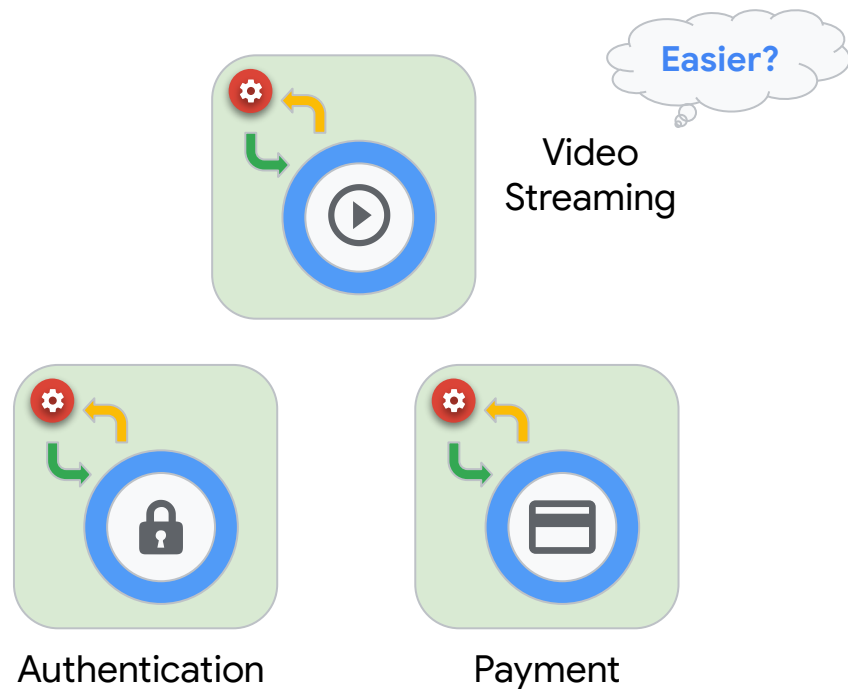 Easier?
Video
Streaming
Authentication
Payment